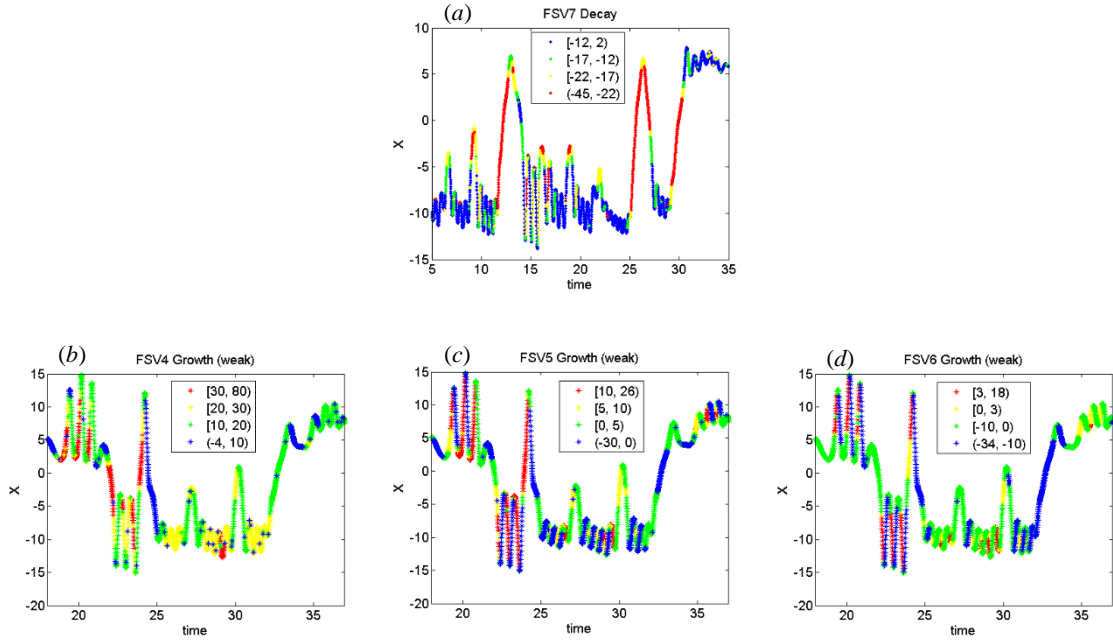 (a)
FSV7 Decay
[-12, 2)
[-17, -12)
[-22, -17)
(-45, -22)
10
5
0
-5
-10
-15
X
5 10 15 20 25 30 35
time
(b)
FSV4 Growth (weak)
[30, 80)
[20, 30)
[10, 20)
(-4, 10)
15
10
5
0
-5
-10
-15
-20
X
20 25 30 35
time
(c)
FSV5 Growth (weak)
[10, 26)
[5, 10)
[0, 5)
(-30, 0)
15
10
5
0
-5
-10
-15
-20
X
20 25 30 35
time
(d)
FSV6 Growth (weak)
[3, 18)
[0, 3)
[-10, 0)
(-34, -10)
15
10
5
0
-5
-10
-15
-20
X
20 25 30 35
time